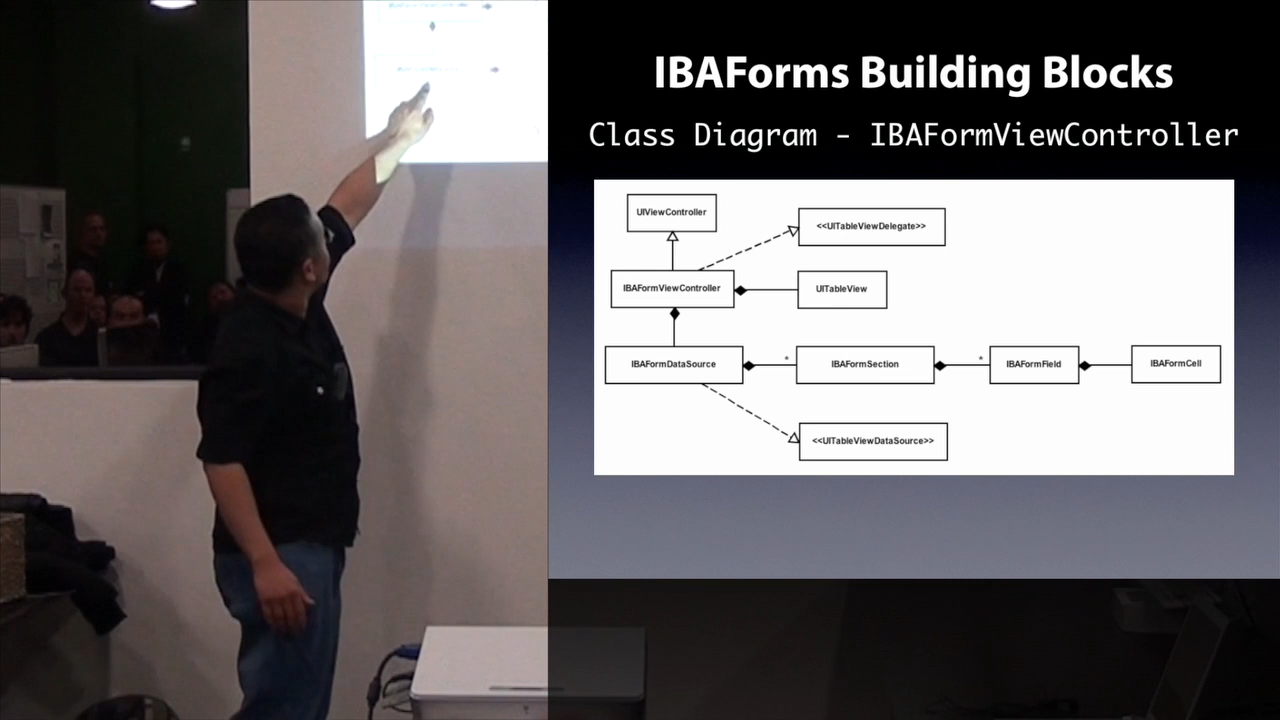 IBAForms Building Blocks
Class Diagram - IBAFormViewController
UIViewController
<<UITableViewDelegate>>
IBAFormViewController
UITableView
IBAFormDataSource
*
IBAFormSection
*
IBAFormField
IBAFormCell
<<UITableViewDataSource>>